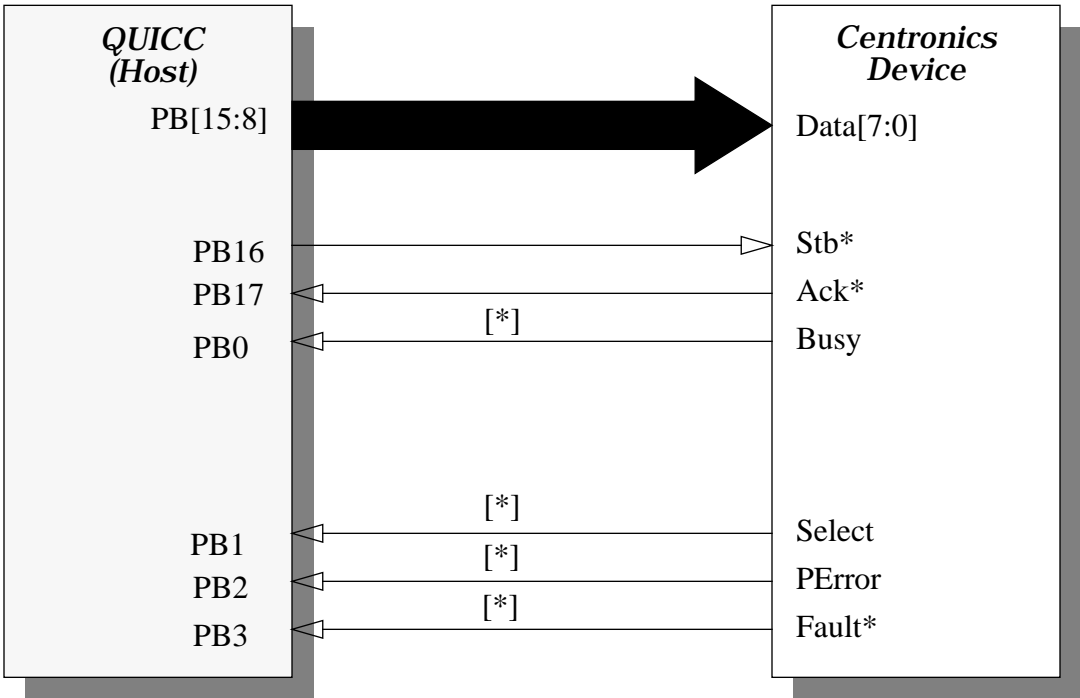 QUICC
(Host)
PB[15:8]
PB16
PB17
PB0
PB1
PB2
PB3
[*]
[*]
[*]
[*]
Centronics
Device
Data[7:0]
Stb*
Ack*
Busy
Select
PError
Fault*